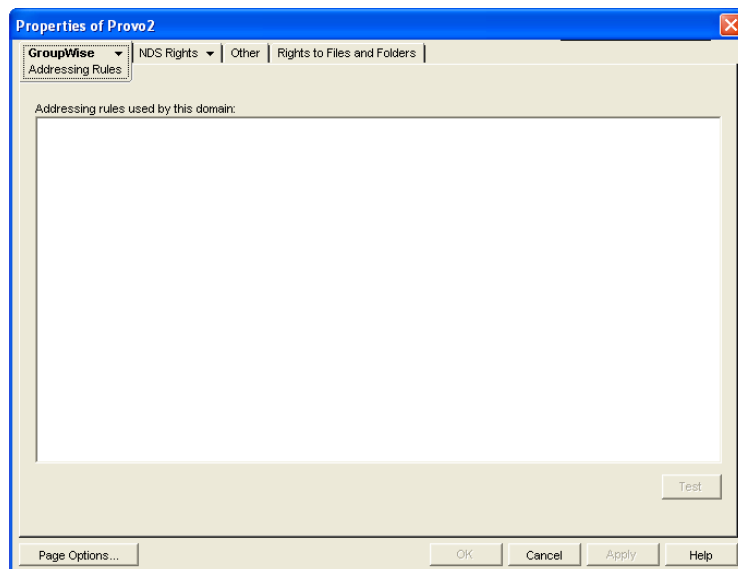 Properties of Provo2
GroupWise NDS Rights Other Rights to Files and Folders
Addressing Rules
Addressing rules used by this domain:
Test
Page Options... OK Cancel Apply Help